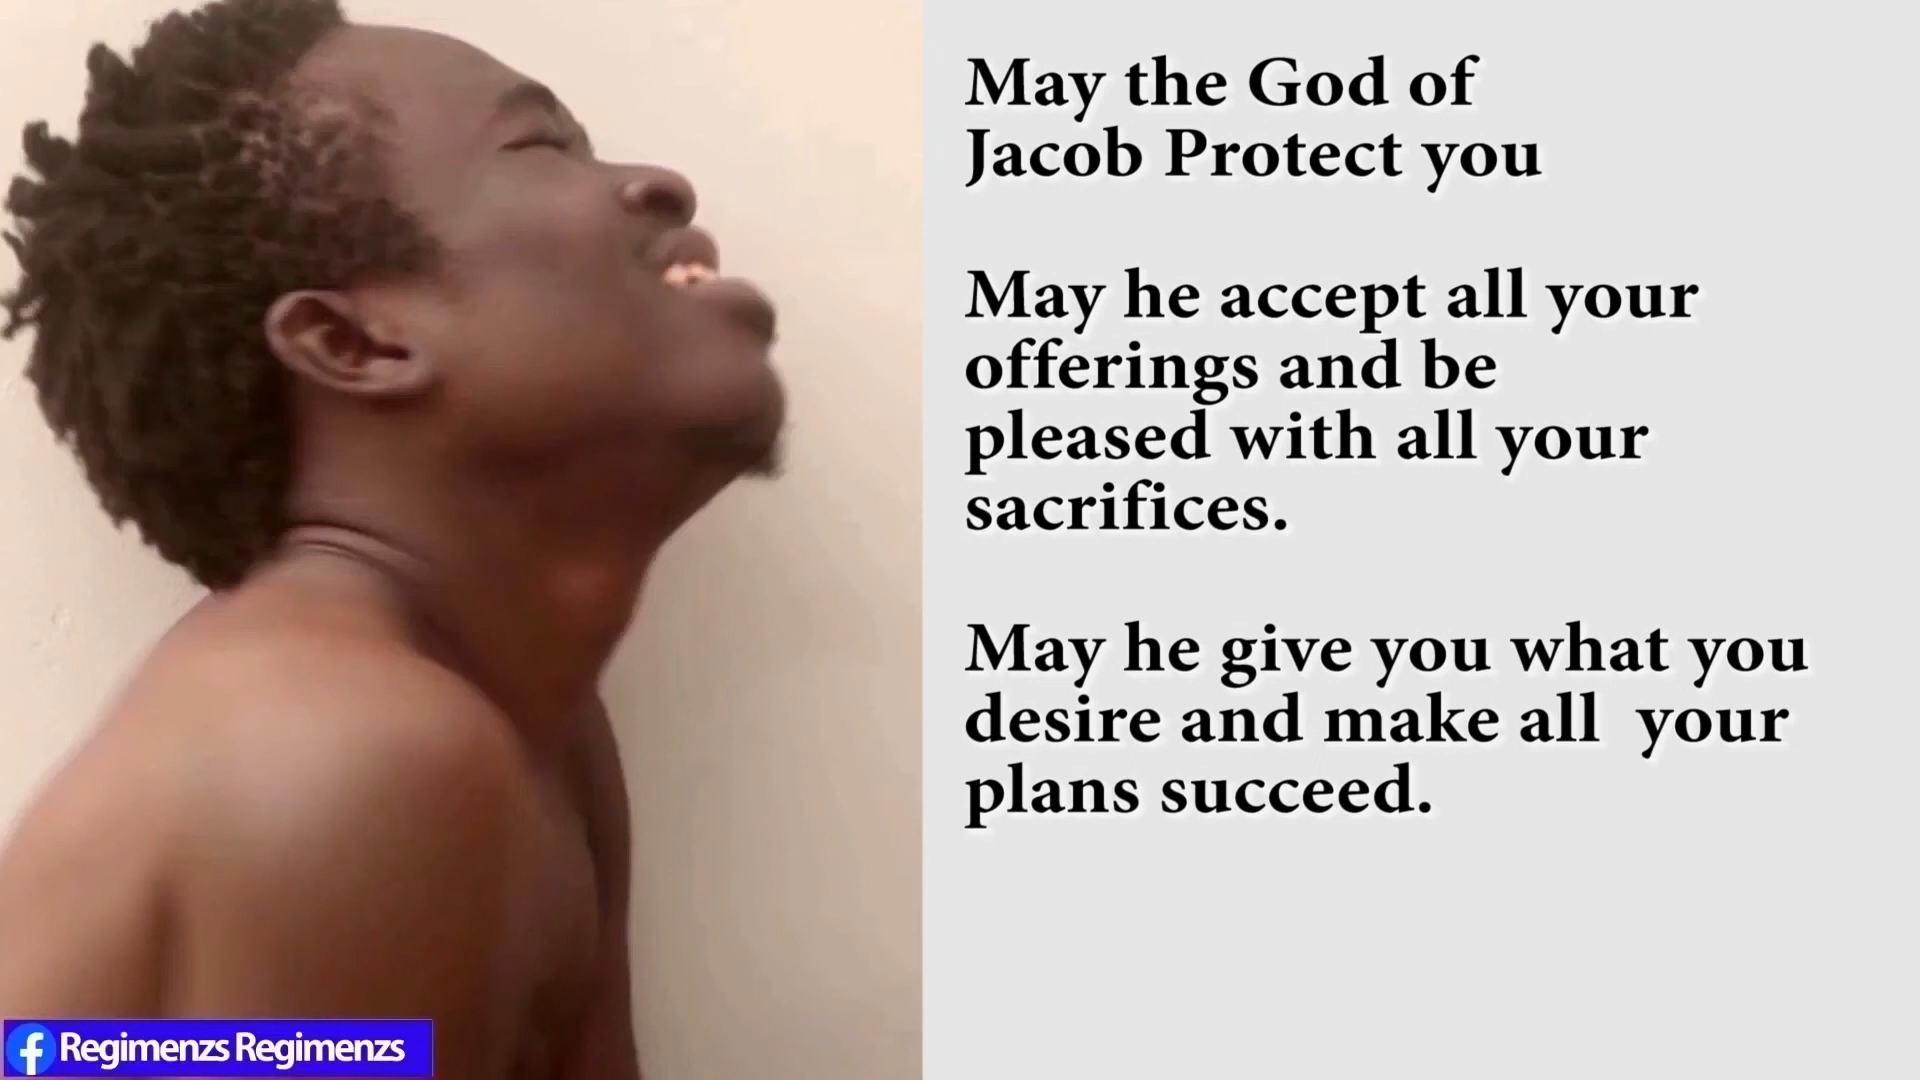 May the God of
Jacob Protect you
May he accept all your
offerings and be
pleased with all your
sacrifices.
May he give you what you
desire and make all  your
plans succeed.
Regimenzs Regimenzs